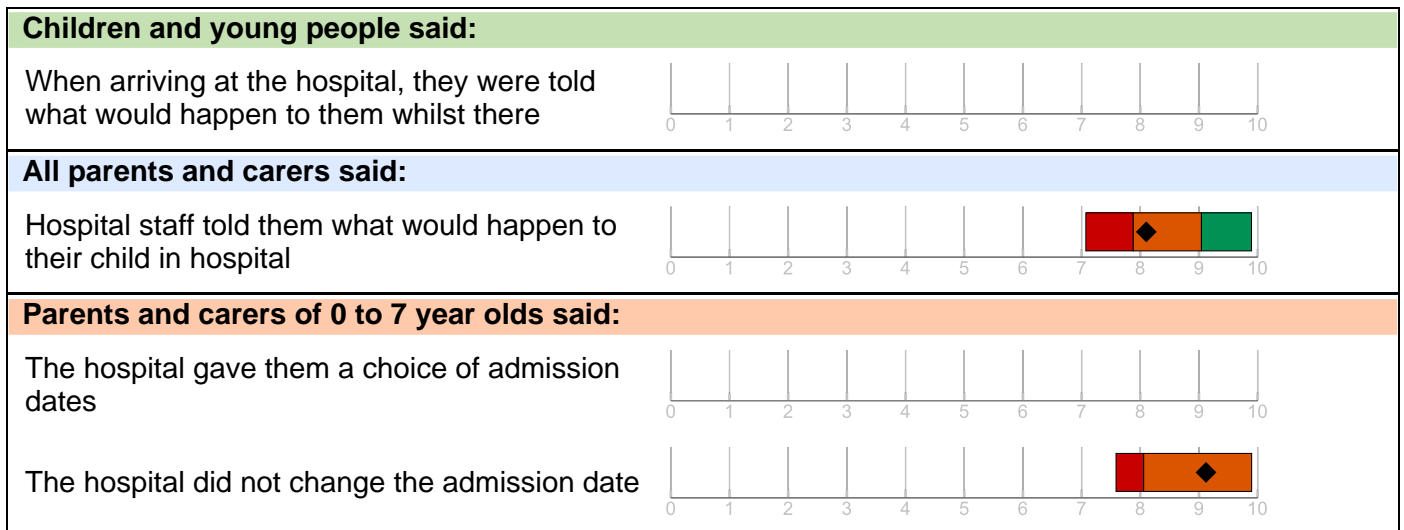 Children and young people said:
When arriving at the hospital, they were told
what would happen to them whilst there
0 1 2 3 4 5 6 7 8 9 10
All parents and carers said:
Hospital staff told them what would happen to
their child in hospital
0 1 2 3 4 5 6 7 8 9 10
Parents and carers of 0 to 7 year olds said:
The hospital gave them a choice of admission
dates
0 1 2 3 4 5 6 7 8 9 10
The hospital did not change the admission date
0 1 2 3 4 5 6 7 8 9 10